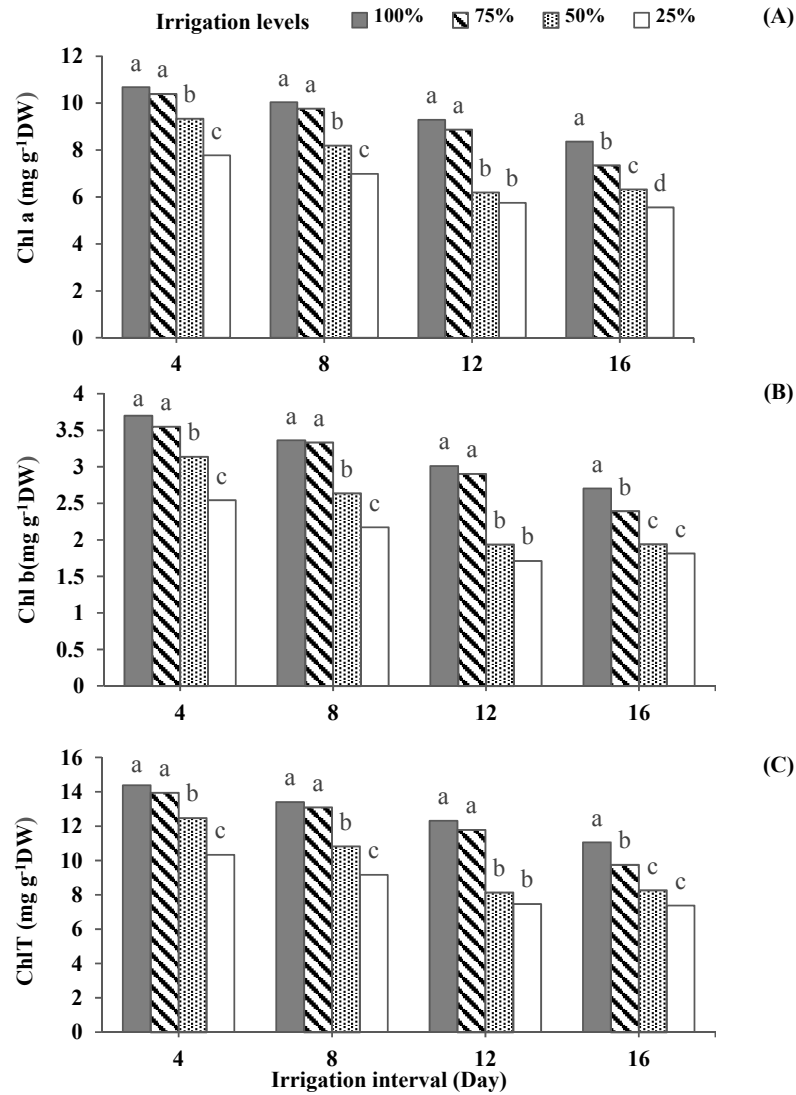 Irrigation levels 100% 75% 50% 25% (A)
12
10
8
6
4
2
0
Chl a (mg g⁻¹DW)
a a b c a a b c a a b b a b c d
4 8 12 16
(B)
4
3.5
3
2.5
2
1.5
1
0.5
0
Chl b(mg g⁻¹DW)
a a b c a a b c a a b b a b c c
4 8 12 16
(C)
16
14
12
10
8
6
4
2
0
ChlT (mg g⁻¹DW)
a a b c a a b c a a b b a b c c
4 8 12 16
Irrigation interval (Day)